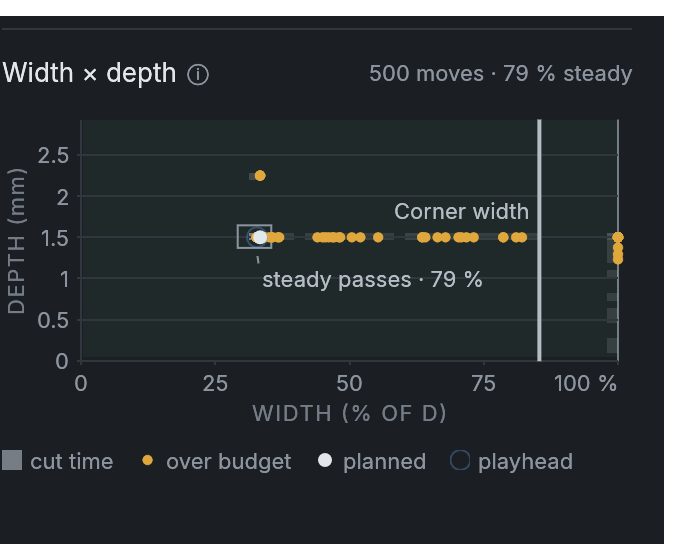 Width × depth ⓘ 500 moves · 79 % steady
2.5
2
Corner width
1.5
1
steady passes · 79 %
0.5
0
DEPTH (mm)
0 25 50 75 100 %
WIDTH (% OF D)
cut time over budget planned playhead